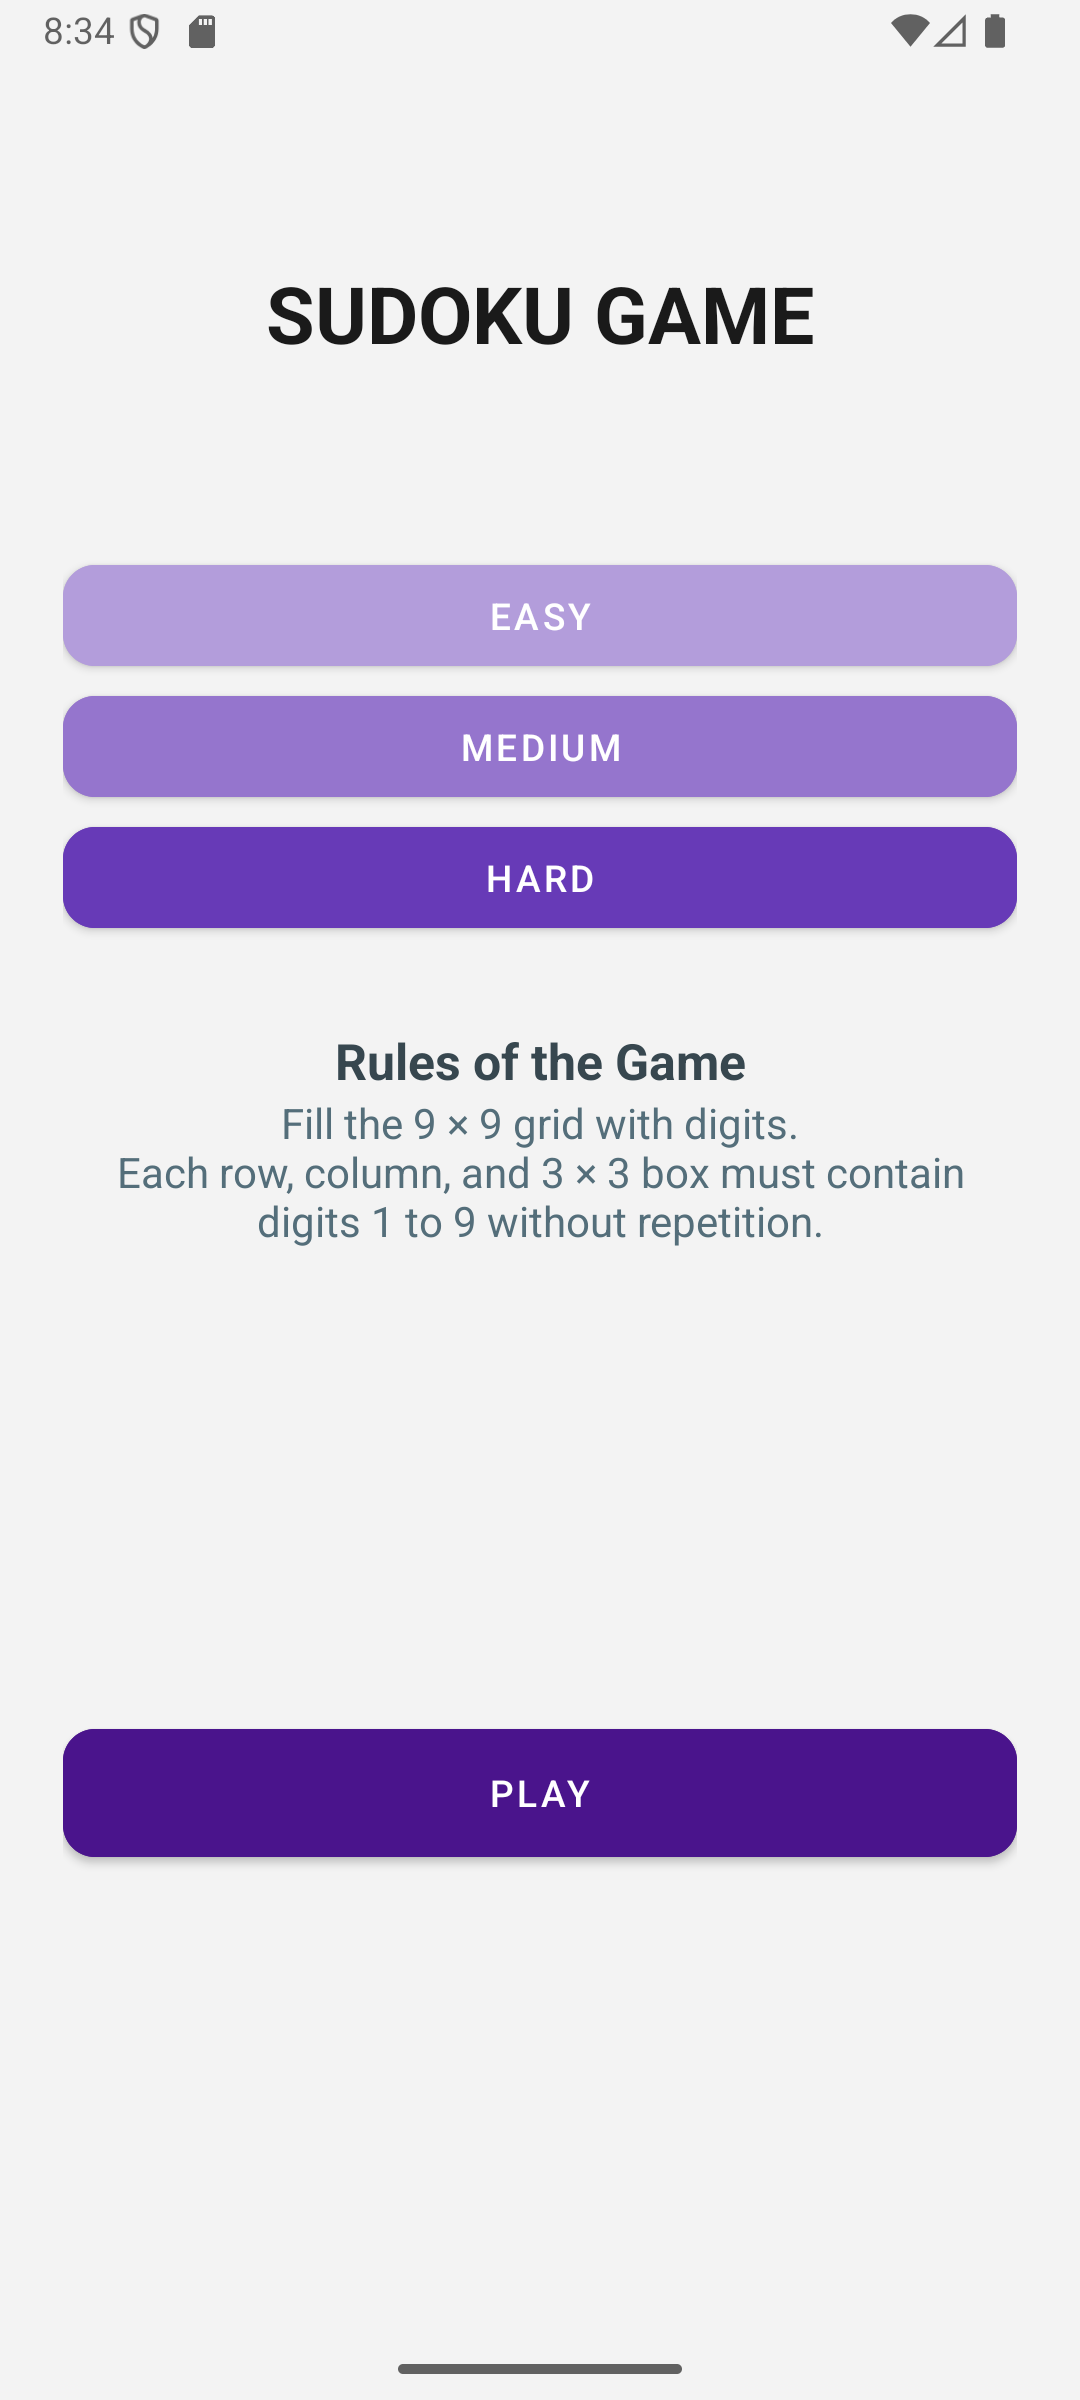 8:34
SUDOKU GAME
EASY
MEDIUM
HARD
Rules of the Game
Fill the 9 × 9 grid with digits.
Each row, column, and 3 × 3 box must contain
digits 1 to 9 without repetition.
PLAY